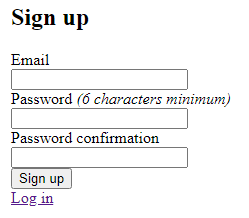 Sign up
Email
Password (6 characters minimum)
Password confirmation
Sign up
Log in